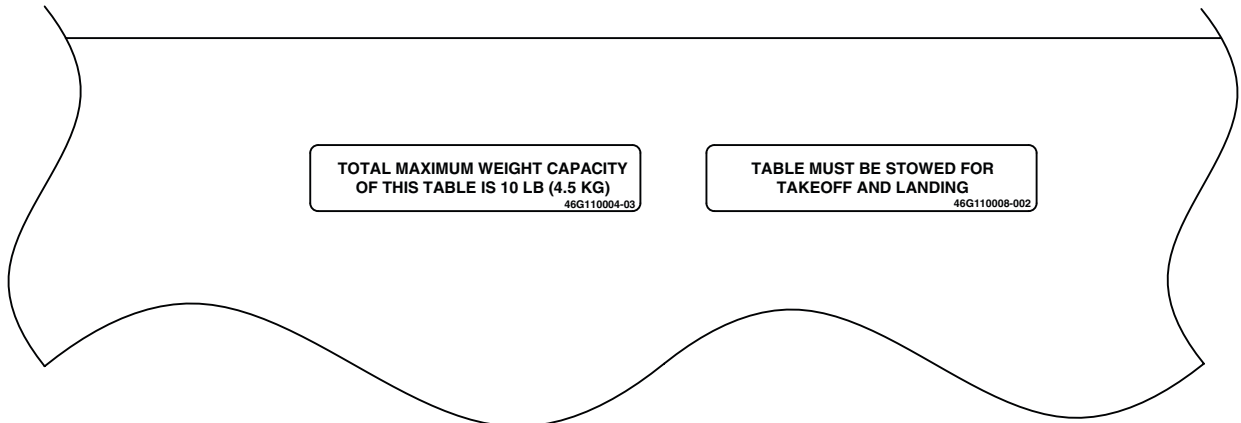 TOTAL MAXIMUM WEIGHT CAPACITY
OF THIS TABLE IS 10 LB (4.5 KG)
46G110004-03
TABLE MUST BE STOWED FOR
TAKEOFF AND LANDING
46G110008-002